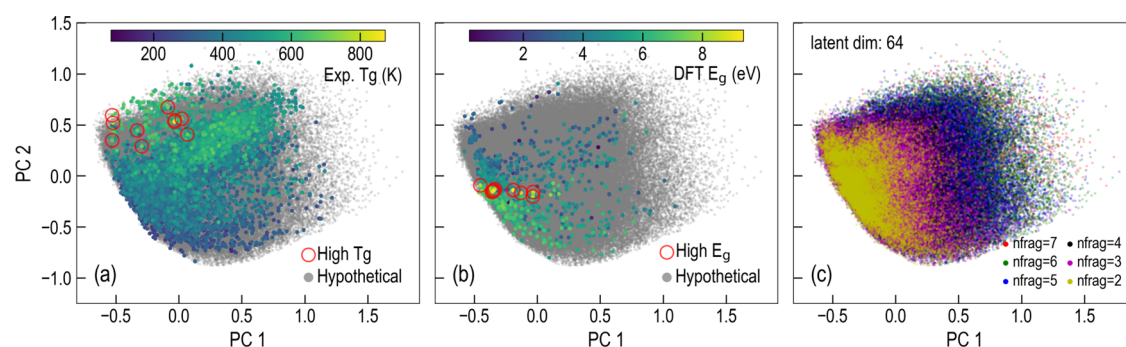 1.5
1.0
0.5
0.0
−0.5
−1.0
PC 2
200 400 600 800
Exp. Tg (K)
(a)
High Tg
Hypothetical
−0.5 0.0 0.5 1.0 1.5
PC 1
2 4 6 8
DFT Eg (eV)
(b)
High Eg
Hypothetical
−0.5 0.0 0.5 1.0 1.5
PC 1
latent dim: 64
(c)
nfrag=7 nfrag=4
nfrag=6 nfrag=3
nfrag=5 nfrag=2
−0.5 0.0 0.5 1.0 1.5
PC 1